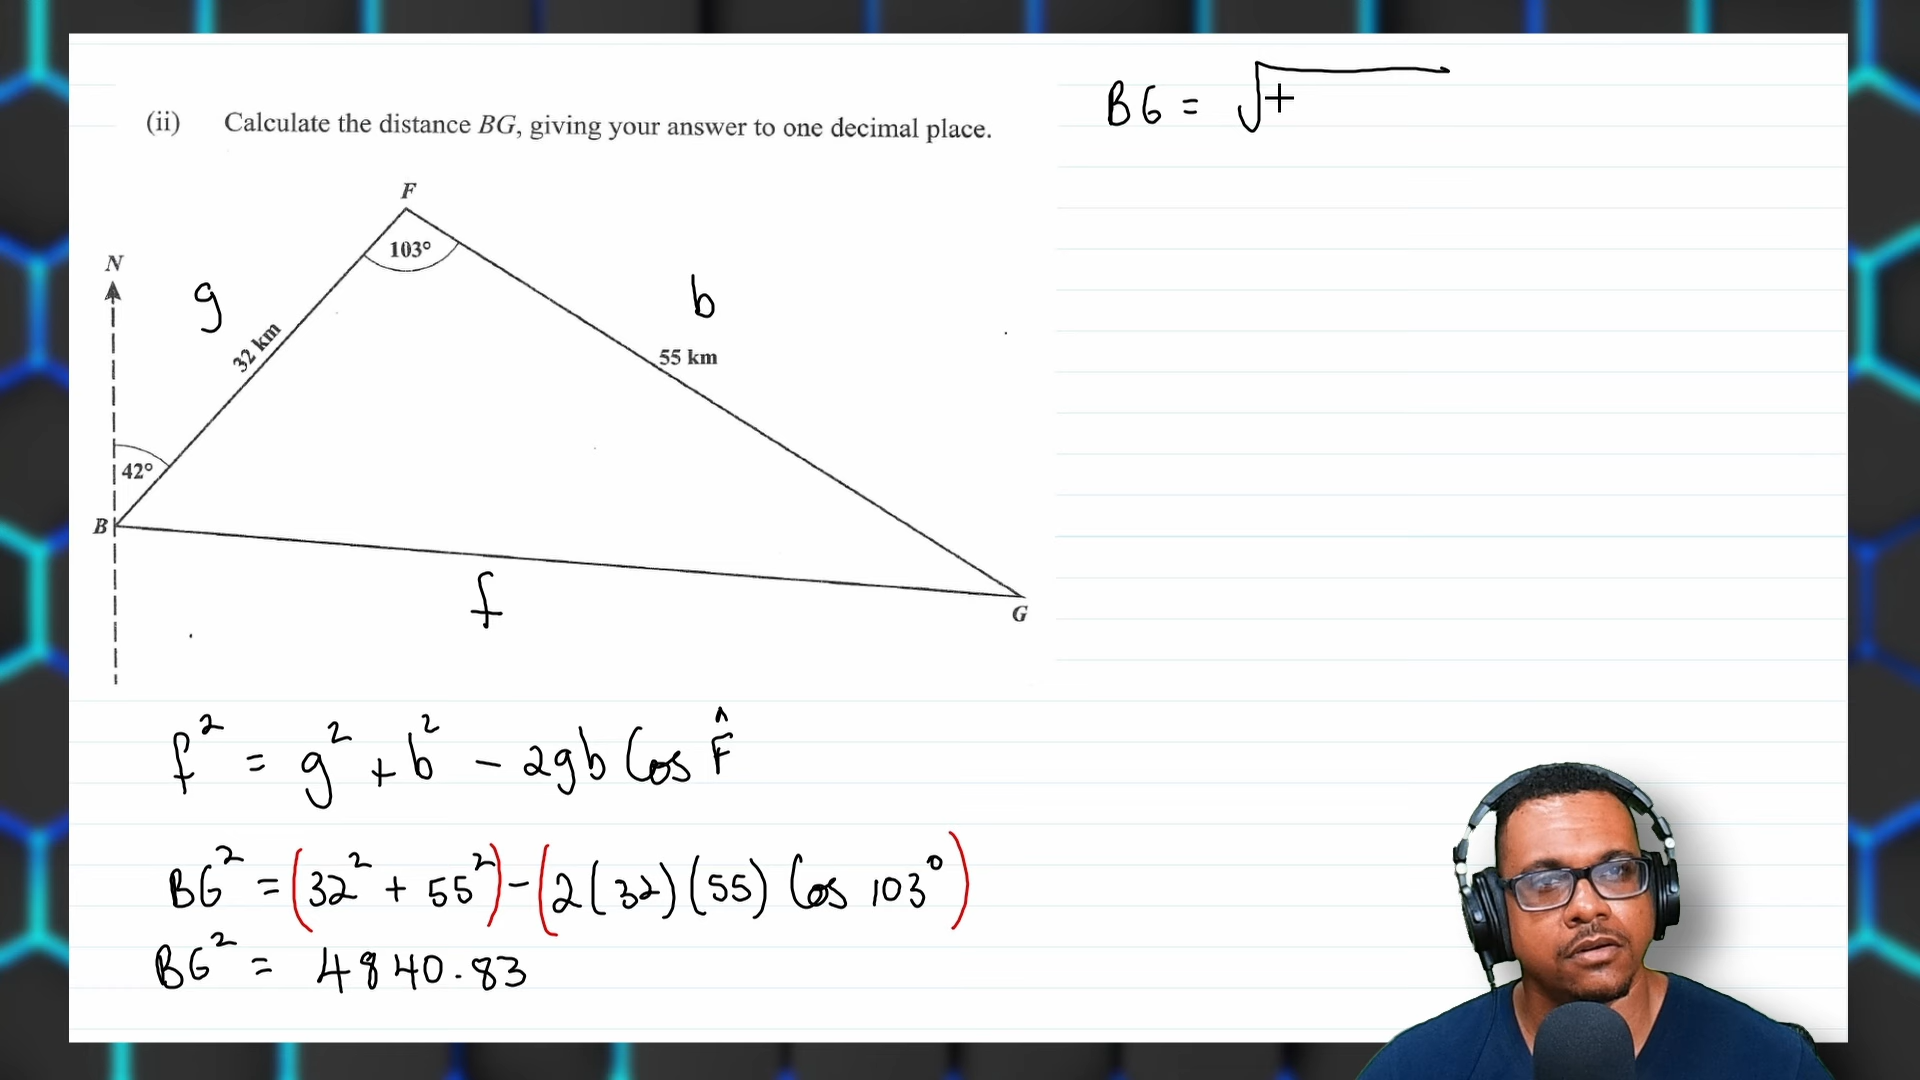 (ii) Calculate the distance BG, giving your answer to one decimal place.
BG = √+
F
103°
N
g
b
32 km
55 km
42°
B
f
G
f² = g² + b² − 2gb Cos F̂
BG² = (32² + 55²) − (2(32)(55) Cos 103°)
BG² = 4840.83